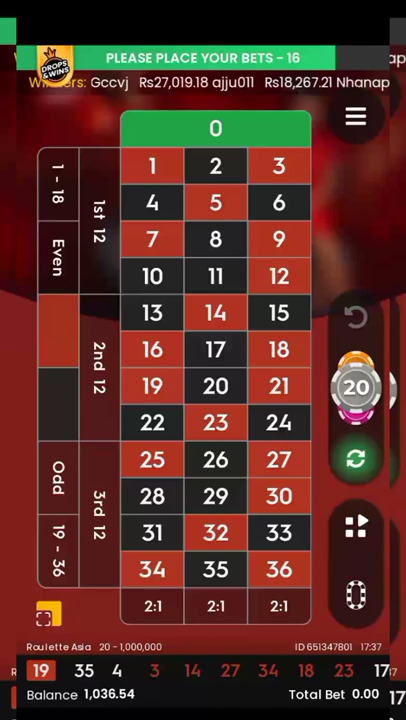 DROPS & WINS
PLEASE PLACE YOUR BETS - 16
Winners: Gccvj Rs27,019.18 ajju011 Rs18,267.21 Nhanap
0
1 2 3
4 5 6
7 8 9
10 11 12
13 14 15
16 17 18
19 20 21
22 23 24
25 26 27
28 29 30
31 32 33
34 35 36
2:1 2:1 2:1
1 - 18
Even
Odd
19 - 36
1st 12
2nd 12
3rd 12
20
Roulette Asia 20 - 1,000,000
ID 651347801 17:37
19 35 4 3 14 27 34 18 23 17
Balance 1,036.54
Total Bet 0.00